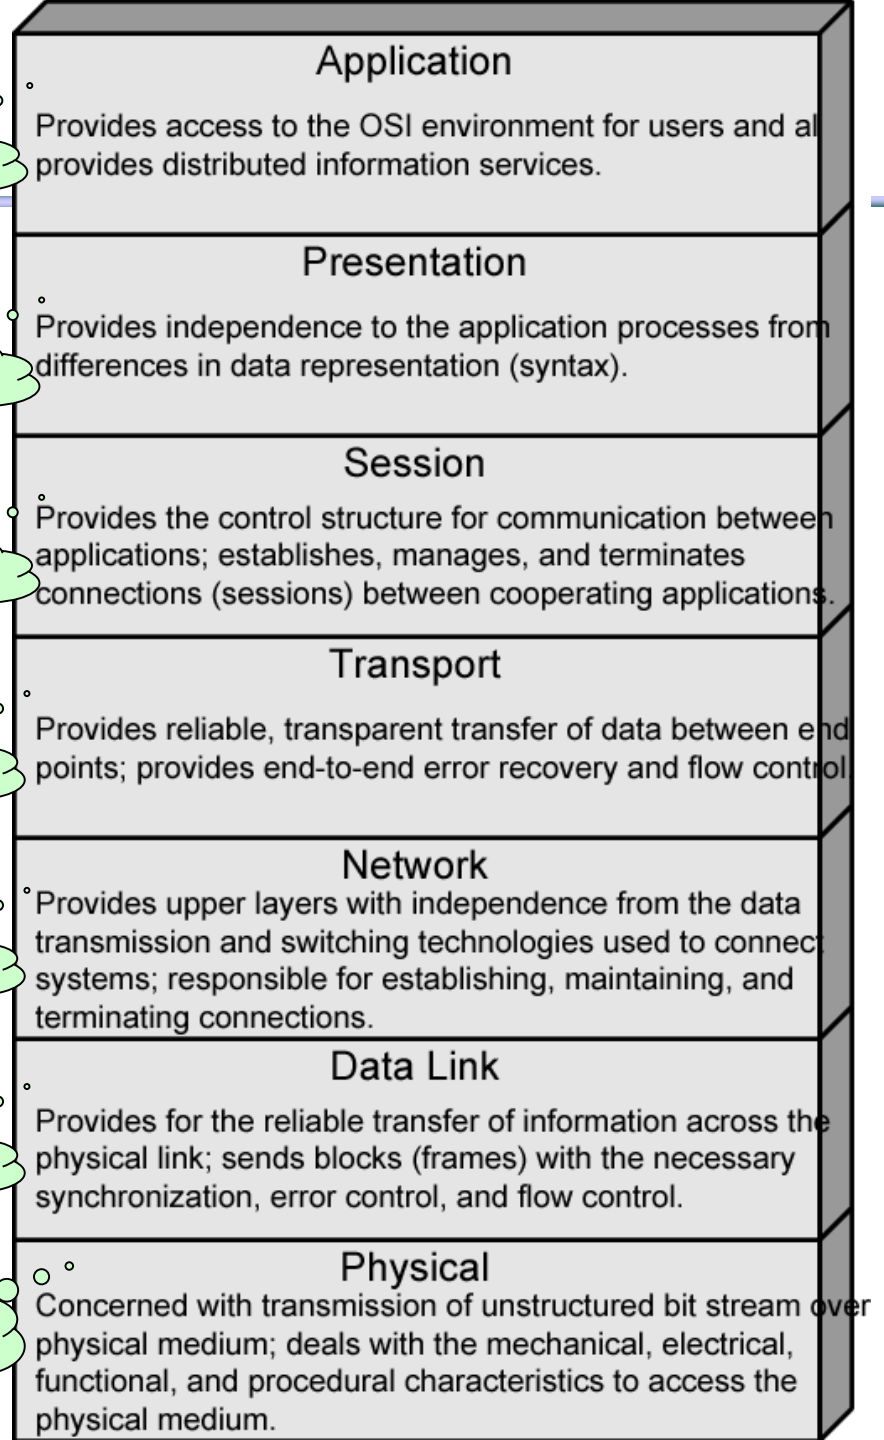 Application
Provides access to the OSI environment for users and al
provides distributed information services.
Presentation
Provides independence to the application processes from
differences in data representation (syntax).
Session
Provides the control structure for communication between
applications; establishes, manages, and terminates
connections (sessions) between cooperating applications.
Transport
Provides reliable, transparent transfer of data between end
points; provides end-to-end error recovery and flow control.
Network
Provides upper layers with independence from the data
transmission and switching technologies used to connect
systems; responsible for establishing, maintaining, and
terminating connections.
Data Link
Provides for the reliable transfer of information across the
physical link; sends blocks (frames) with the necessary
synchronization, error control, and flow control.
Physical
Concerned with transmission of unstructured bit stream over
physical medium; deals with the mechanical, electrical,
functional, and procedural characteristics to access the
physical medium.